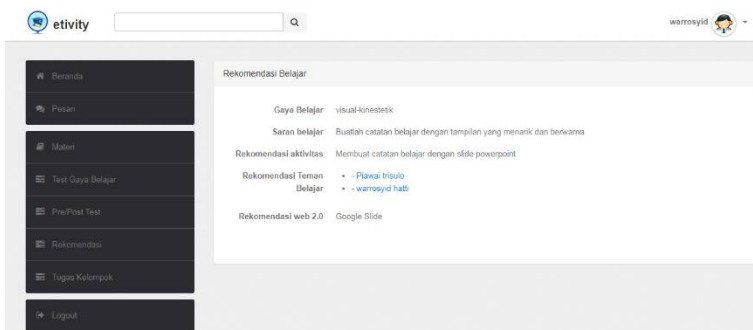 etivity
warrosyid
Beranda
Pesan
Materi
Test Gaya Belajar
Pre/Post Test
Rekomendasi
Tugas Kelompok
Logout
Rekomendasi Belajar
Gaya Belajar visual-kinestetik
Saran belajar Buatlah catatan belajar dengan tampilan yang menarik dan berwarna
Rekomendasi aktivitas Membuat catatan belajar dengan slide powerpoint
Rekomendasi Teman Belajar
- Piawai trisulo
- warrosyid hatti
Rekomendasi web 2.0 Google Slide